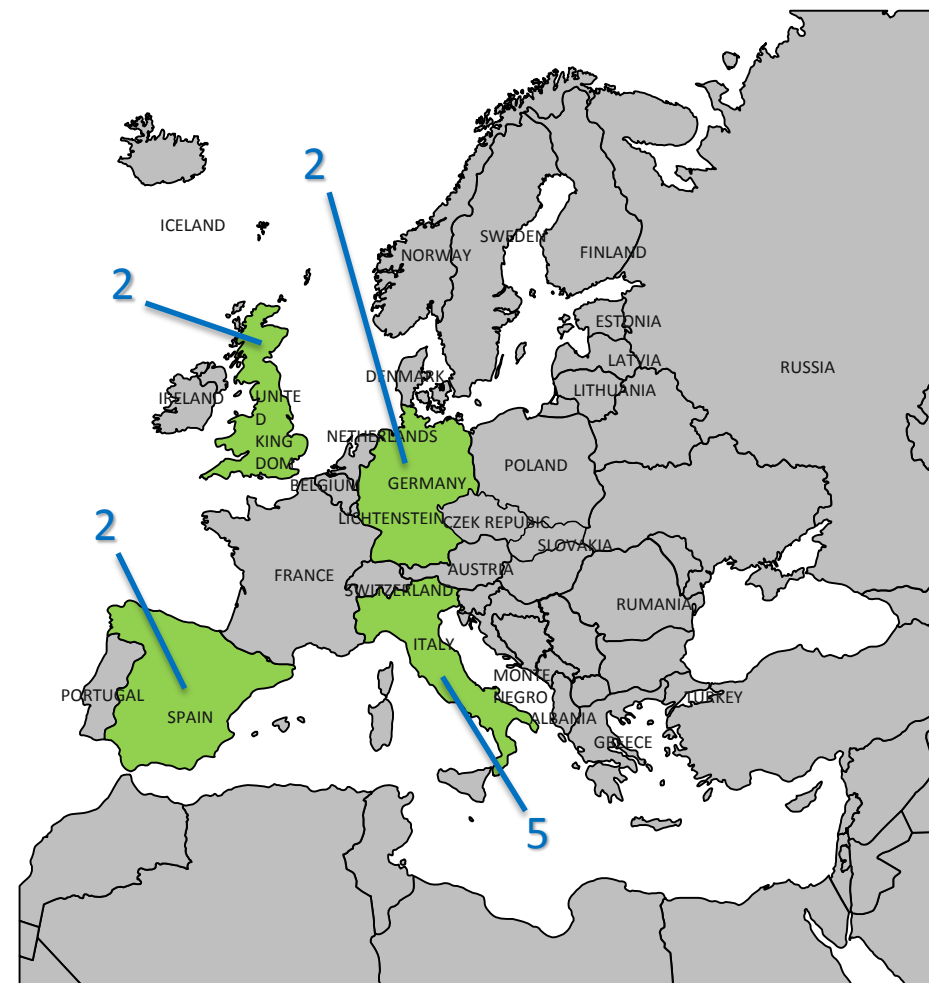 2
ICELAND
SWEDEN
NORWAY
FINLAND
2
ESTONIA
LATVIA
RUSSIA
DENMARK
LITHUANIA
IRELAND
UNITE
D
KING
DOM
NETHERLANDS
POLAND
BELGIUM
GERMANY
LICHTENSTEIN
CZEK REPUBIC
2
SLOVAKIA
AUSTRIA
FRANCE
SWITZERLAND
RUMANIA
ITALY
MONTE
NEGRO
PORTUGAL
TURKEY
SPAIN
ALBANIA
GREECE
5